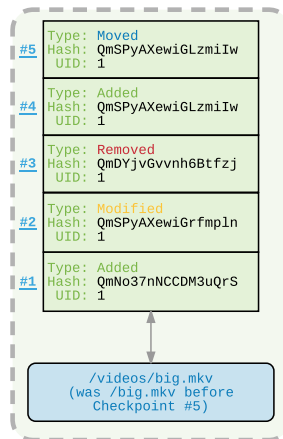 Type: Moved
#5 Hash: QmSPyAXewiGLzmiIw
UID: 1
Type: Added
#4 Hash: QmSPyAXewiGLzmiIw
UID: 1
Type: Removed
#3 Hash: QmDYjvGvvnh6Btfzj
UID: 1
Type: Modified
#2 Hash: QmSPyAXewiGrfmpln
UID: 1
Type: Added
#1 Hash: QmNo37nNCCDM3uQrS
UID: 1
/videos/big.mkv
(was /big.mkv before
Checkpoint #5)